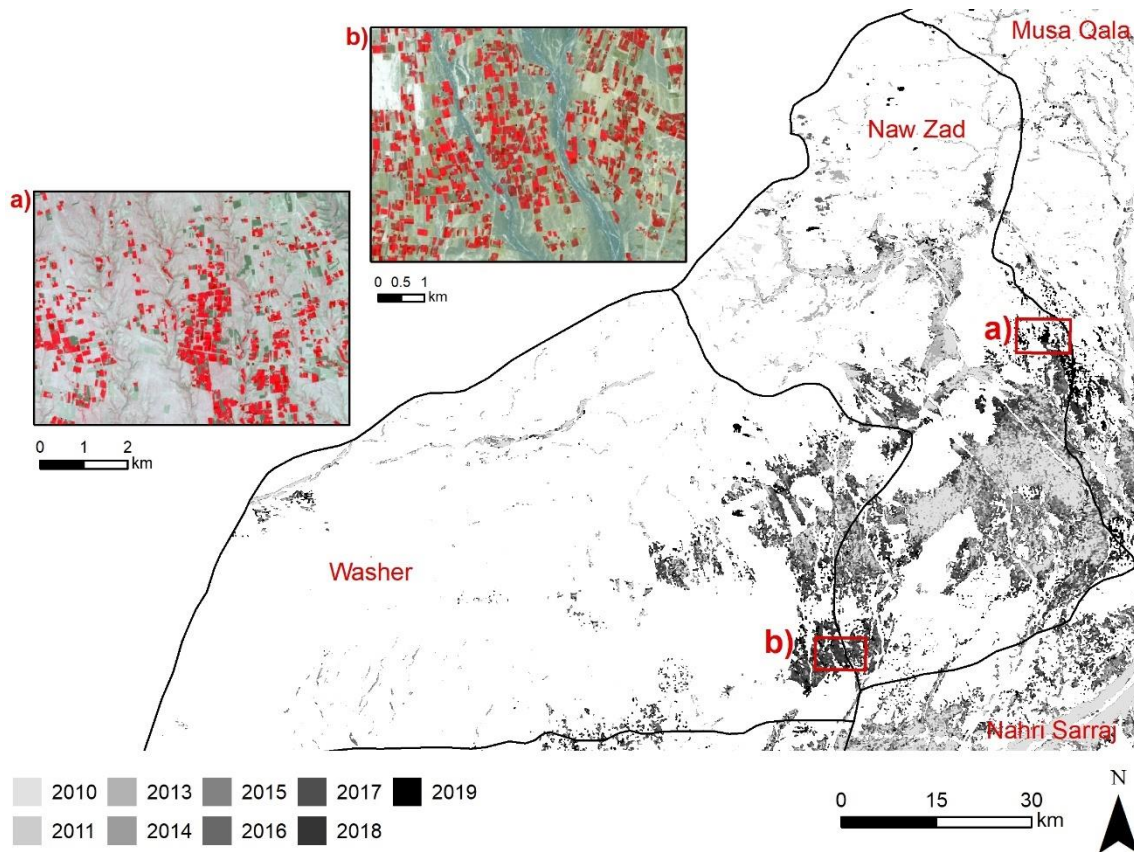 Musa Qala
b)
Naw Zad
a)
0 0.5 1
km
a)
0 1 2
km
Washer
b)
Nahri Sarraj
2010 2013 2015 2017 2019
2011 2014 2016 2018
0 15 30
km
N